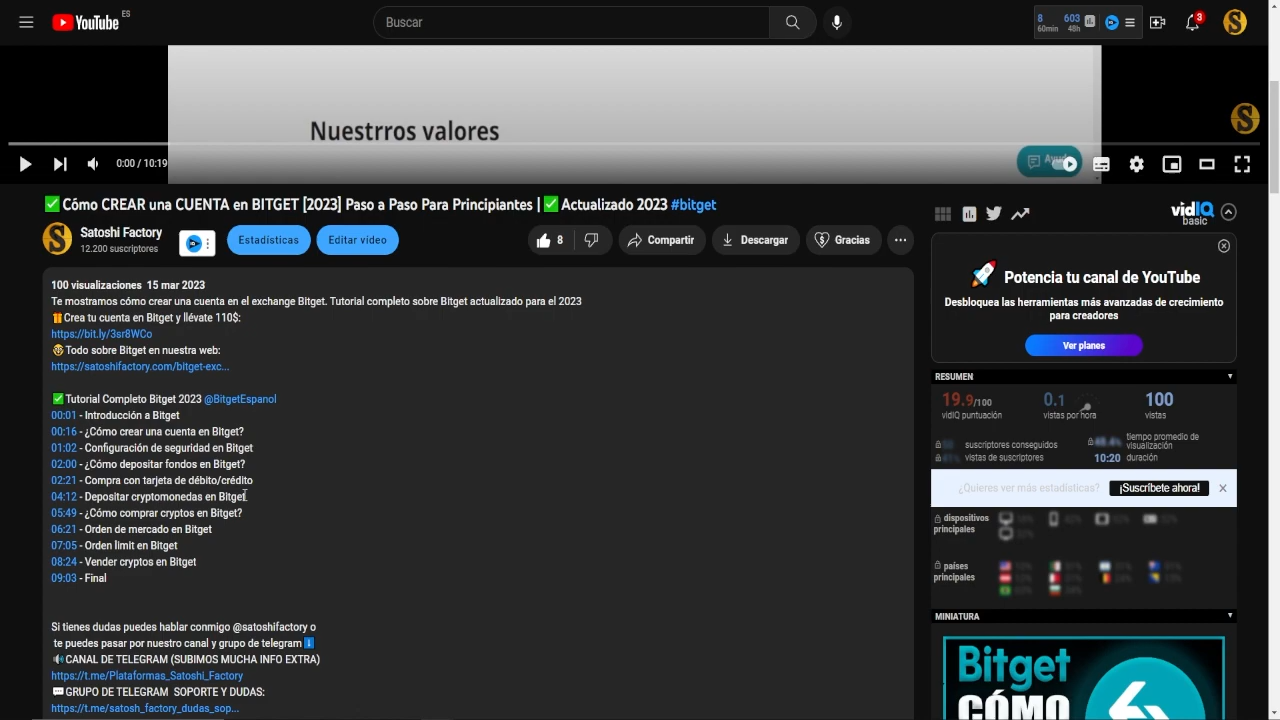 YouTube ES
Buscar
8 603
60min 48h
3
Nuestrros valores
0:00 / 10:19
✅Cómo CREAR una CUENTA en BITGET [2023] Paso a Paso Para Principiantes | ✅ Actualizado 2023 #bitget
Satoshi Factory
12.200 suscriptores
Estadísticas
Editar vídeo
8
Compartir
Descargar
Gracias
100 visualizaciones 15 mar 2023
Te mostramos cómo crear una cuenta en el exchange Bitget. Tutorial completo sobre BItget actualizado para el 2023
🎁Crea tu cuenta en BItget y llévate 110$:
https://bit.ly/3sr8WCo
🤓Todo sobre Bitget en nuestra web:
https://satoshifactory.com/bitget-exc...
✅Tutorial Completo Bitget 2023 @BitgetEspanol
00:01 - Introducción a Bitget
00:16 - ¿Cómo crear una cuenta en Bitget?
01:02 - Configuración de seguridad en Bitget
02:00 - ¿Cómo depositar fondos en Bitget?
02:21 - Compra con tarjeta de débito/crédito
04:12 - Depositar cryptomonedas en Bitget
05:49 - ¿Cómo comprar cryptos en Bitget?
06:21 - Orden de mercado en Bitget
07:05 - Orden limit en Bitget
08:24 - Vender cryptos en Bitget
09:03 - Final
Si tienes dudas puedes hablar conmigo @satoshifactory o
te puedes pasar por nuestro canal y grupo de telegram ⬇️
🔊CANAL DE TELEGRAM (SUBIMOS MUCHA INFO EXTRA)
https://t.me/Plataformas_Satoshi_Factory
💬GRUPO DE TELEGRAM SOPORTE Y DUDAS:
https://t.me/satosh_factory_dudas_sop...
vidIQ
basic
Potencia tu canal de YouTube
Desbloquea las herramientas más avanzadas de crecimiento
para creadores
Ver planes
RESUMEN
19.9/100
vidIQ puntuación
0.1
vistas por hora
100
vistas
suscriptores conseguidos
vistas de suscriptores
tiempo promedio de
visualización
10:20 duración
¿Quieres ver más estadísticas?
¡Suscríbete ahora!
dispositivos
principales
países
principales
MINIATURA
Bitget
CÓMO